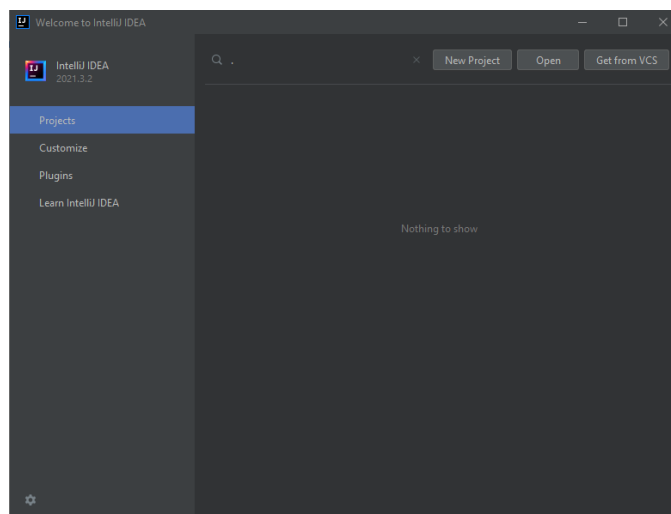 Welcome to IntelliJ IDEA
IJ
IntelliJ IDEA
2021.3.2
.
New Project
Open
Get from VCS
Projects
Customize
Plugins
Learn IntelliJ IDEA
Nothing to show